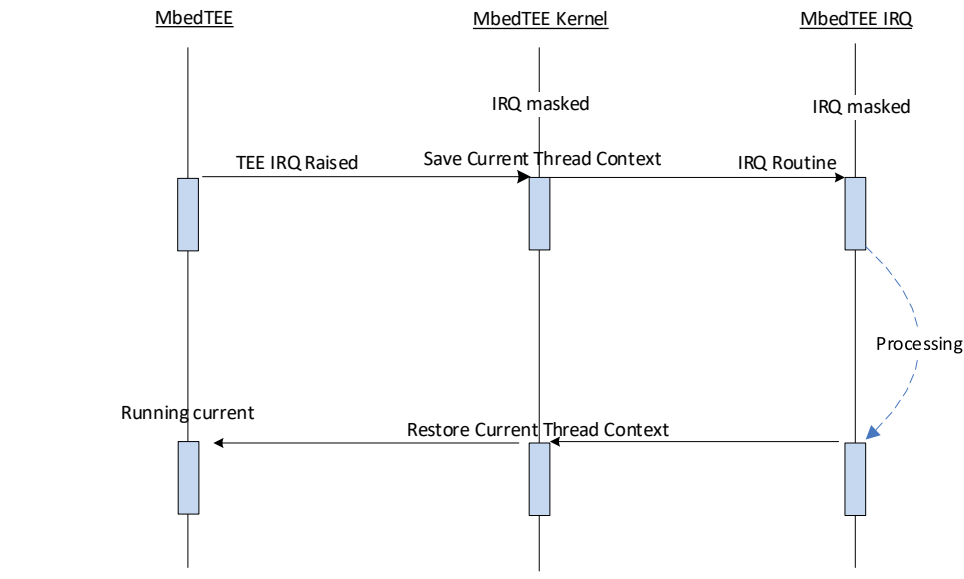 MbedTEE
MbedTEE Kernel
MbedTEE IRQ
IRQ masked
IRQ masked
TEE IRQ Raised
Save Current Thread Context
IRQ Routine
Processing
Running current
Restore Current Thread Context